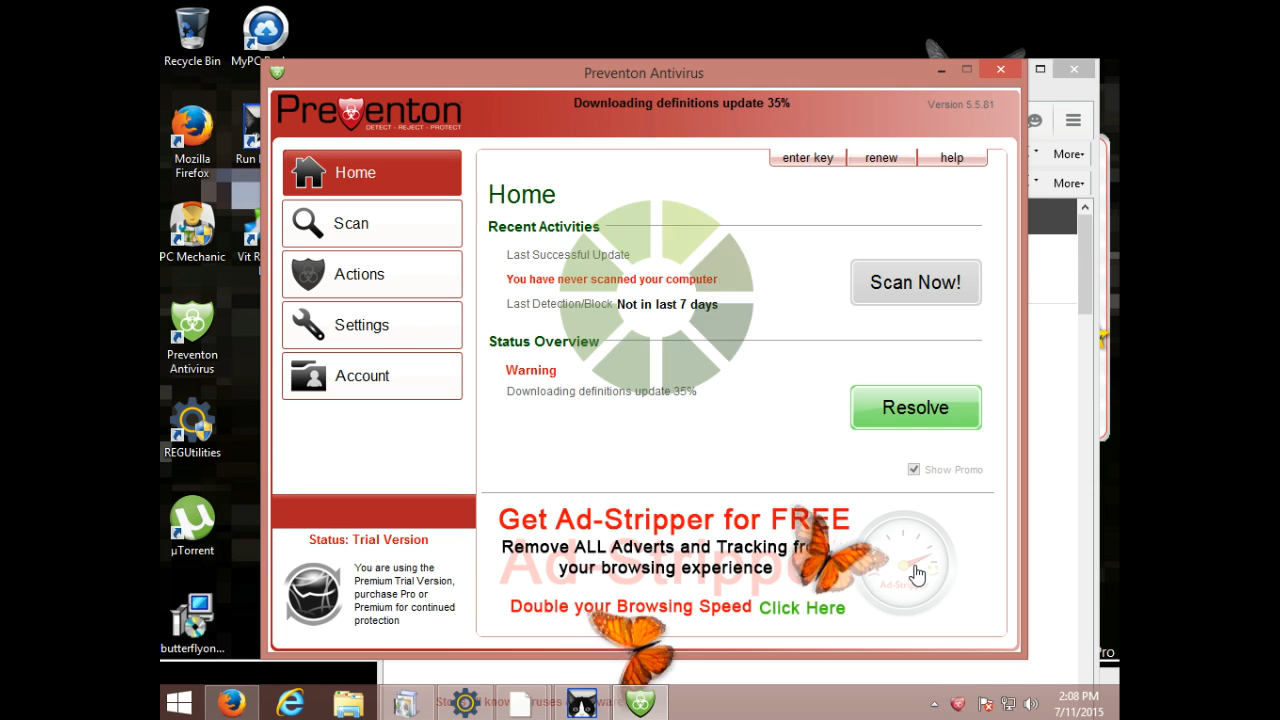 Recycle Bin
MyPC
Mozilla
Firefox
Run
PC Mechanic
Vit R
Preventon
Antivirus
REGUtilities
µTorrent
butterflyon...
Preventon Antivirus
Preventon
DETECT - REJECT - PROTECT
Downloading definitions update 35%
Version 5.5.81
enter key
renew
help
Home
Scan
Actions
Settings
Account
Home
Recent Activities
Last Successful Update
You have never scanned your computer
Last Detection/Block Not in last 7 days
Scan Now!
Status Overview
Warning
Downloading definitions update 35%
Resolve
Show Promo
Status: Trial Version
You are using the
Premium Trial Version,
purchase Pro or
Premium for continued
protection
Get Ad-Stripper for FREE
Remove ALL Adverts and Tracking
your browsing experience
Double your Browsing Speed Click Here
More
More
Pro
2:08 PM
7/11/2015